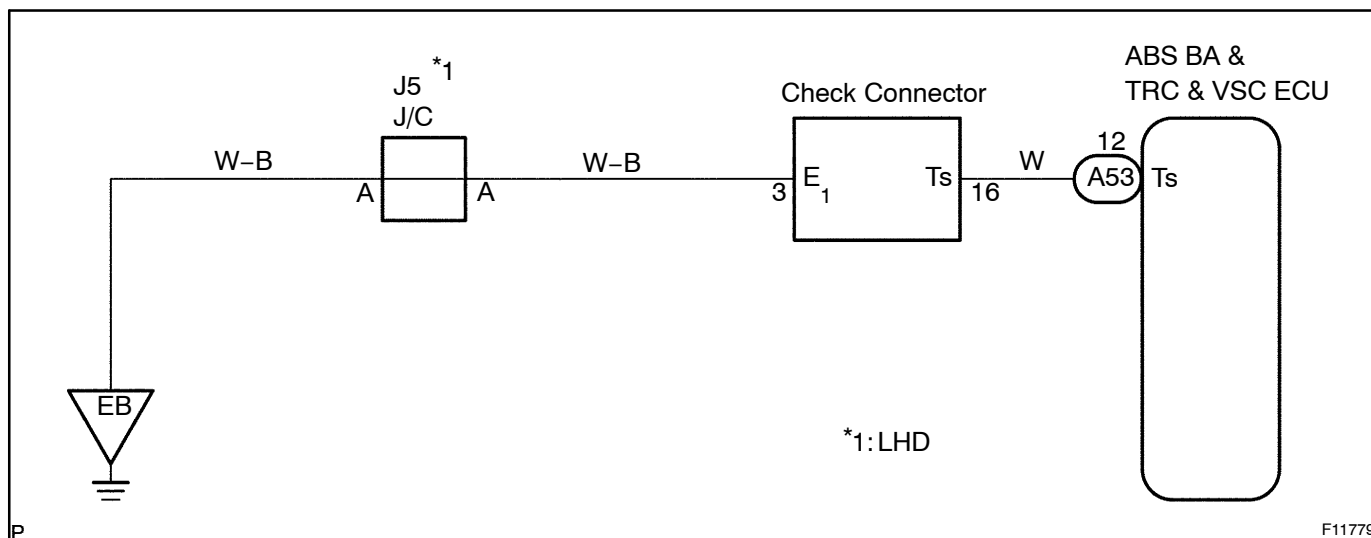 ABS BA &
TRC & VSC ECU
J5 *1
J/C
Check Connector
W–B
A
A
W–B
3
E1
Ts
16
W
12
A53
Ts
EB
*1: LHD
P
F11779